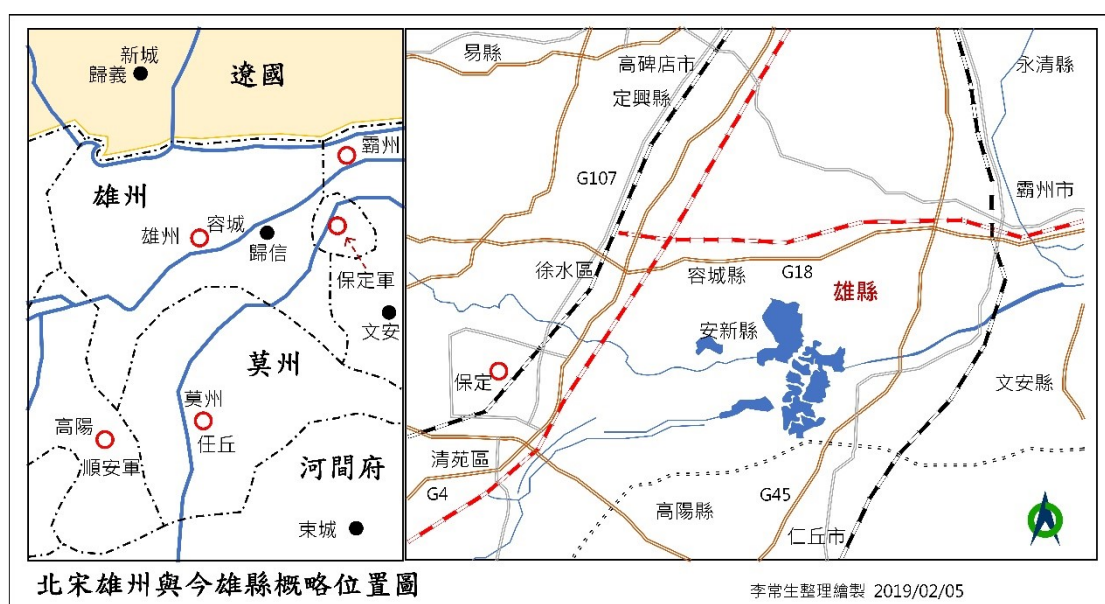 新城
歸義
遼國
霸州
雄州
容城
雄州
歸信
保定軍
文安
莫州
莫州
高陽
任丘
順安軍
河間府
束城
易縣
高碑店市
定興縣
永清縣
G107
霸州市
徐水區
容城縣
G18
雄縣
安新縣
保定
文安縣
清苑區
G4
G45
高陽縣
仁丘市
北宋雄州與今雄縣概略位置圖
李常生整理繪製 2019/02/05